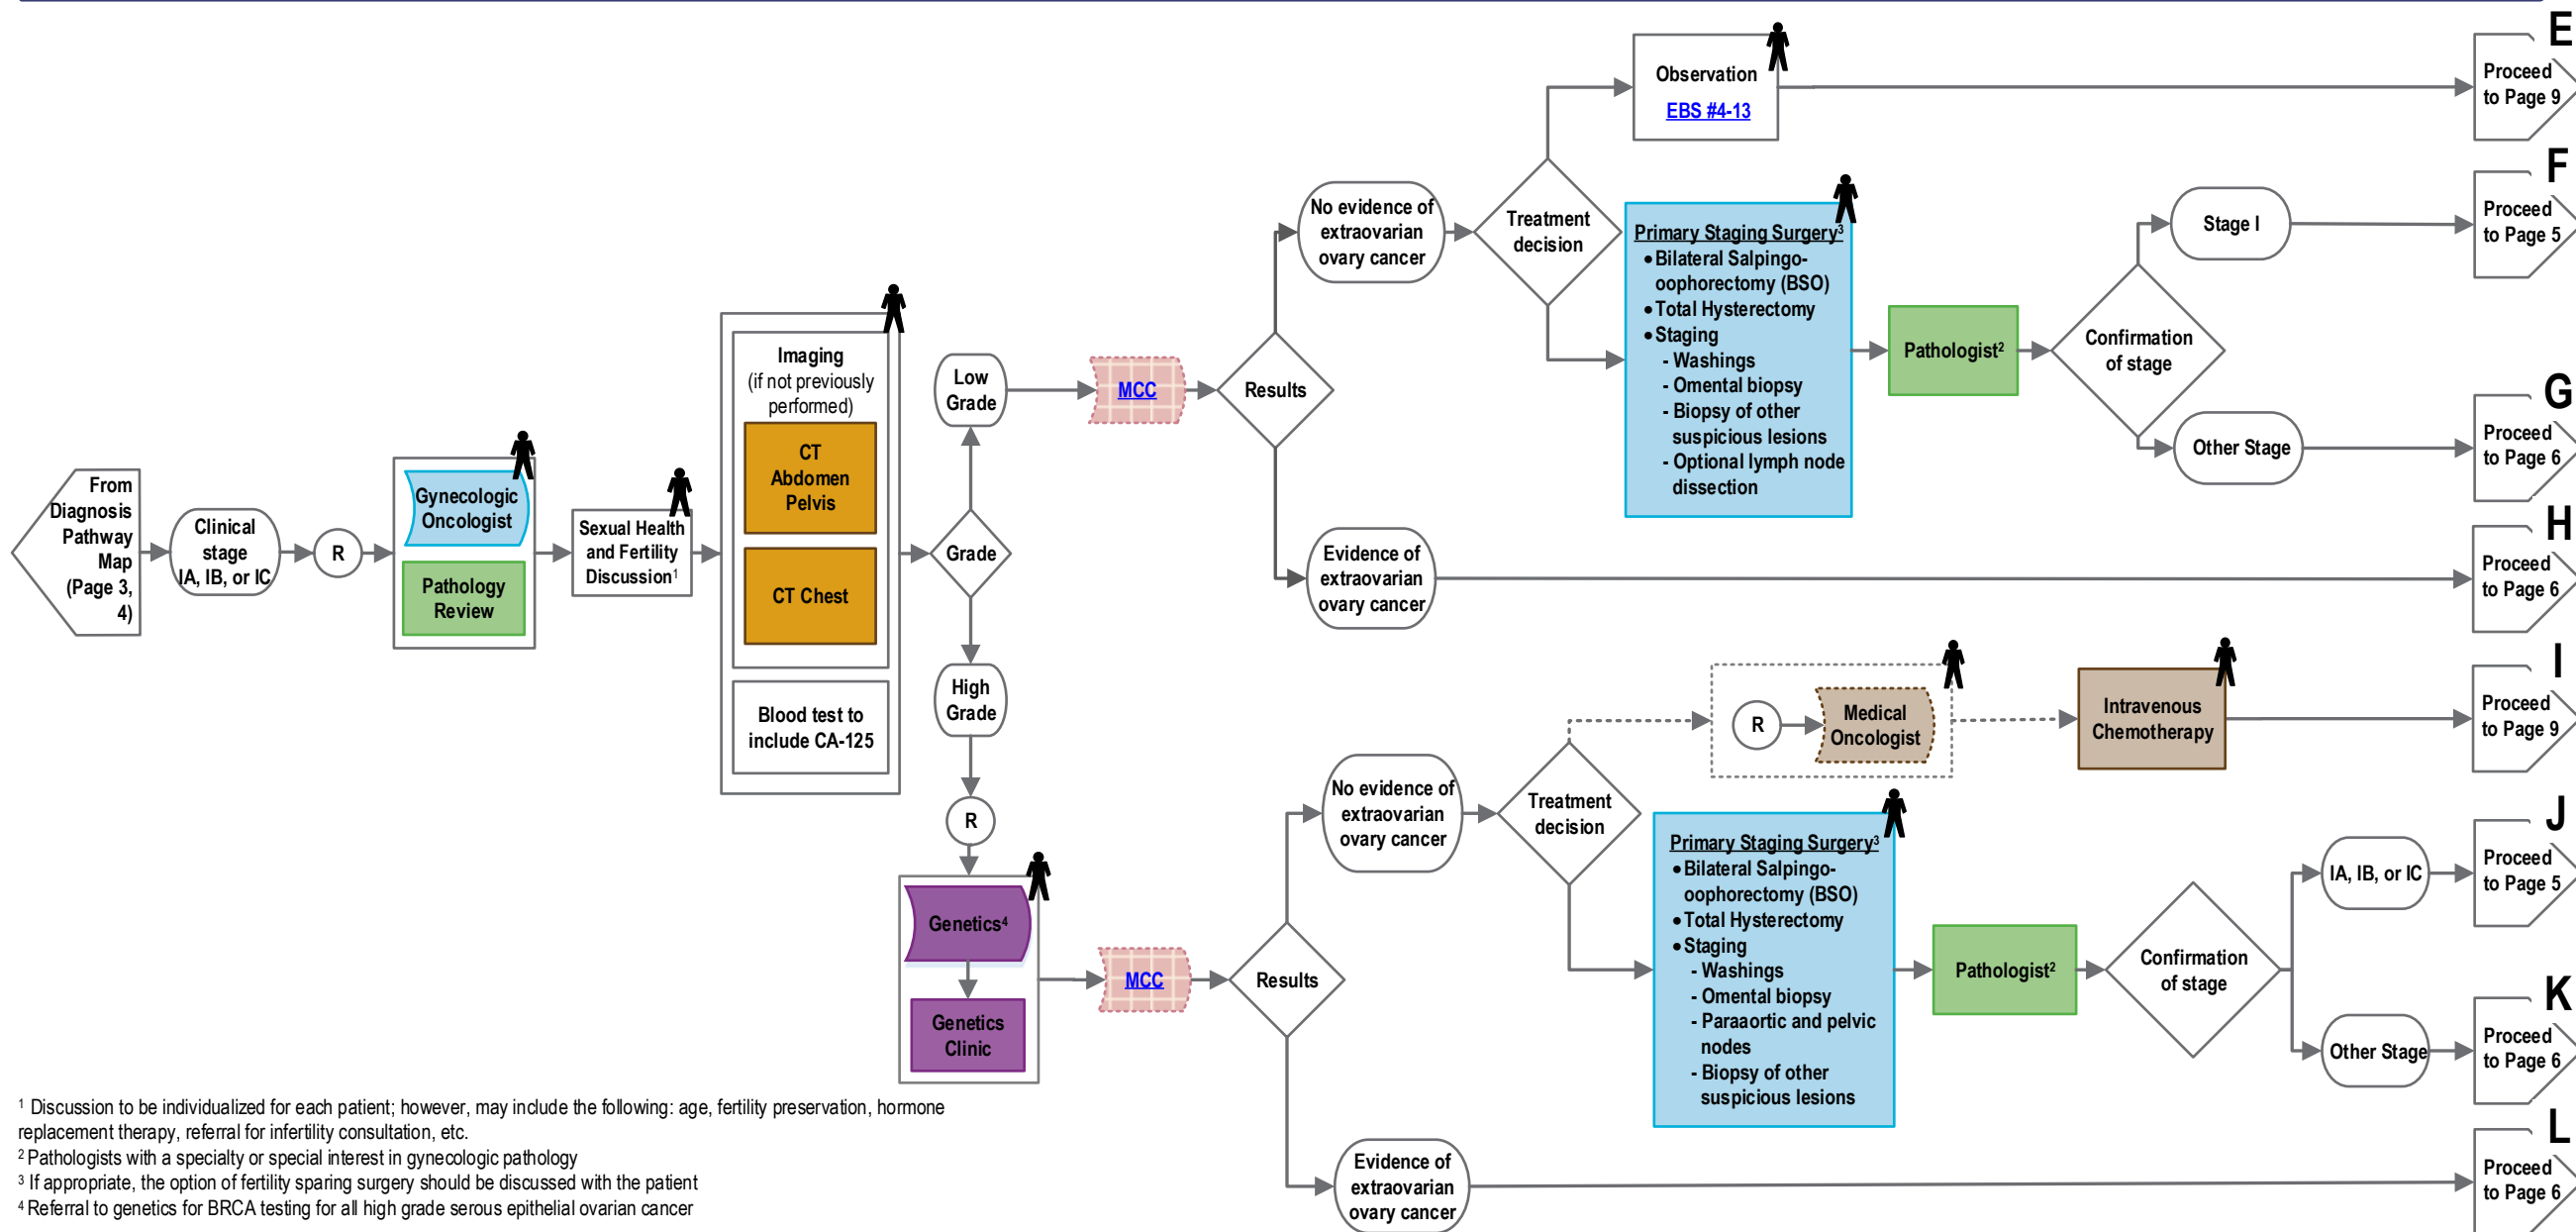 From
Diagnosis
Pathway
Map
(Page 3,
4)
Clinical
stage
IA, IB, or IC
R
Gynecologic
Oncologist
Pathology
Review
Sexual Health
and Fertility
Discussion¹
Imaging
(if not previously
performed)
CT
Abdomen
Pelvis
CT Chest
Blood test to
include CA-125
Grade
Low
Grade
MCC
Results
No evidence of
extraovarian
ovary cancer
Treatment
decision
Observation
EBS #4-13
E
Proceed
to Page 9
Primary Staging Surgery³
•Bilateral Salpingo-
oophorectomy (BSO)
•Total Hysterectomy
•Staging
- Washings
- Omental biopsy
- Biopsy of other
suspicious lesions
- Optional lymph node
dissection
Pathologist²
Confirmation
of stage
Stage I
F
Proceed
to Page 5
Other Stage
G
Proceed
to Page 6
Evidence of
extraovarian
ovary cancer
H
Proceed
to Page 6
High
Grade
R
Genetics⁴
Genetics
Clinic
MCC
Results
No evidence of
extraovarian
ovary cancer
Treatment
decision
R
Medical
Oncologist
Intravenous
Chemotherapy
I
Proceed
to Page 9
Primary Staging Surgery³
•Bilateral Salpingo-
oophorectomy (BSO)
•Total Hysterectomy
•Staging
- Washings
- Omental biopsy
- Paraaortic and pelvic
nodes
- Biopsy of other
suspicious lesions
Pathologist²
Confirmation
of stage
IA, IB, or IC
J
Proceed
to Page 5
Other Stage
K
Proceed
to Page 6
Evidence of
extraovarian
ovary cancer
L
Proceed
to Page 6
¹ Discussion to be individualized for each patient; however, may include the following: age, fertility preservation, hormone
replacement therapy, referral for infertility consultation, etc.
² Pathologists with a specialty or special interest in gynecologic pathology
³ If appropriate, the option of fertility sparing surgery should be discussed with the patient
⁴ Referral to genetics for BRCA testing for all high grade serous epithelial ovarian cancer